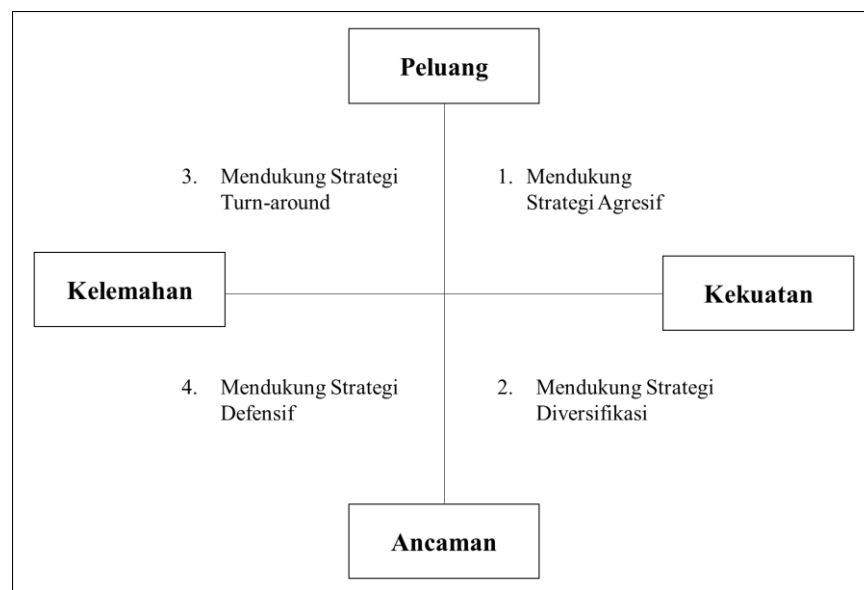 Peluang
3. Mendukung Strategi
Turn-around
1. Mendukung
Strategi Agresif
Kelemahan
Kekuatan
4. Mendukung Strategi
Defensif
2. Mendukung Strategi
Diversifikasi
Ancaman